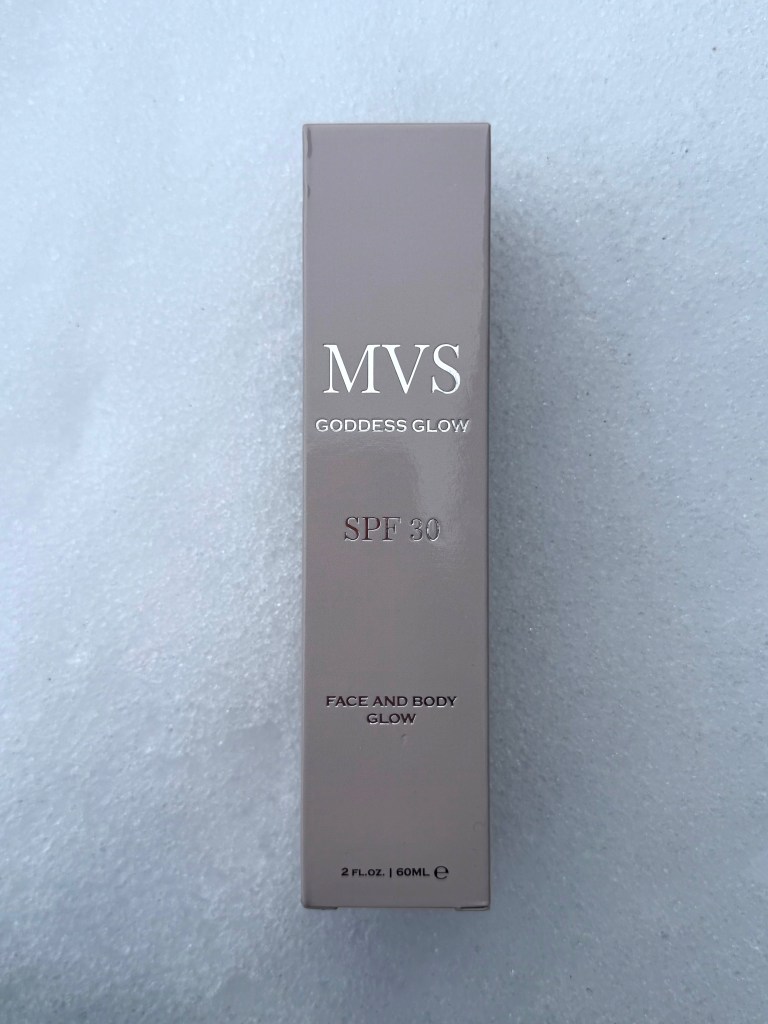 MVS
GODDESS GLOW
SPF 30
FACE AND BODY
GLOW
2 FL.OZ. | 60ML ℮